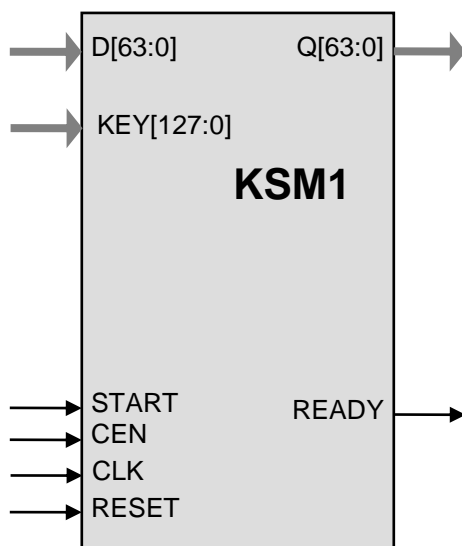 D[63:0] Q[63:0]
KEY[127:0]
KSM1
START
READY
CEN
CLK
RESET